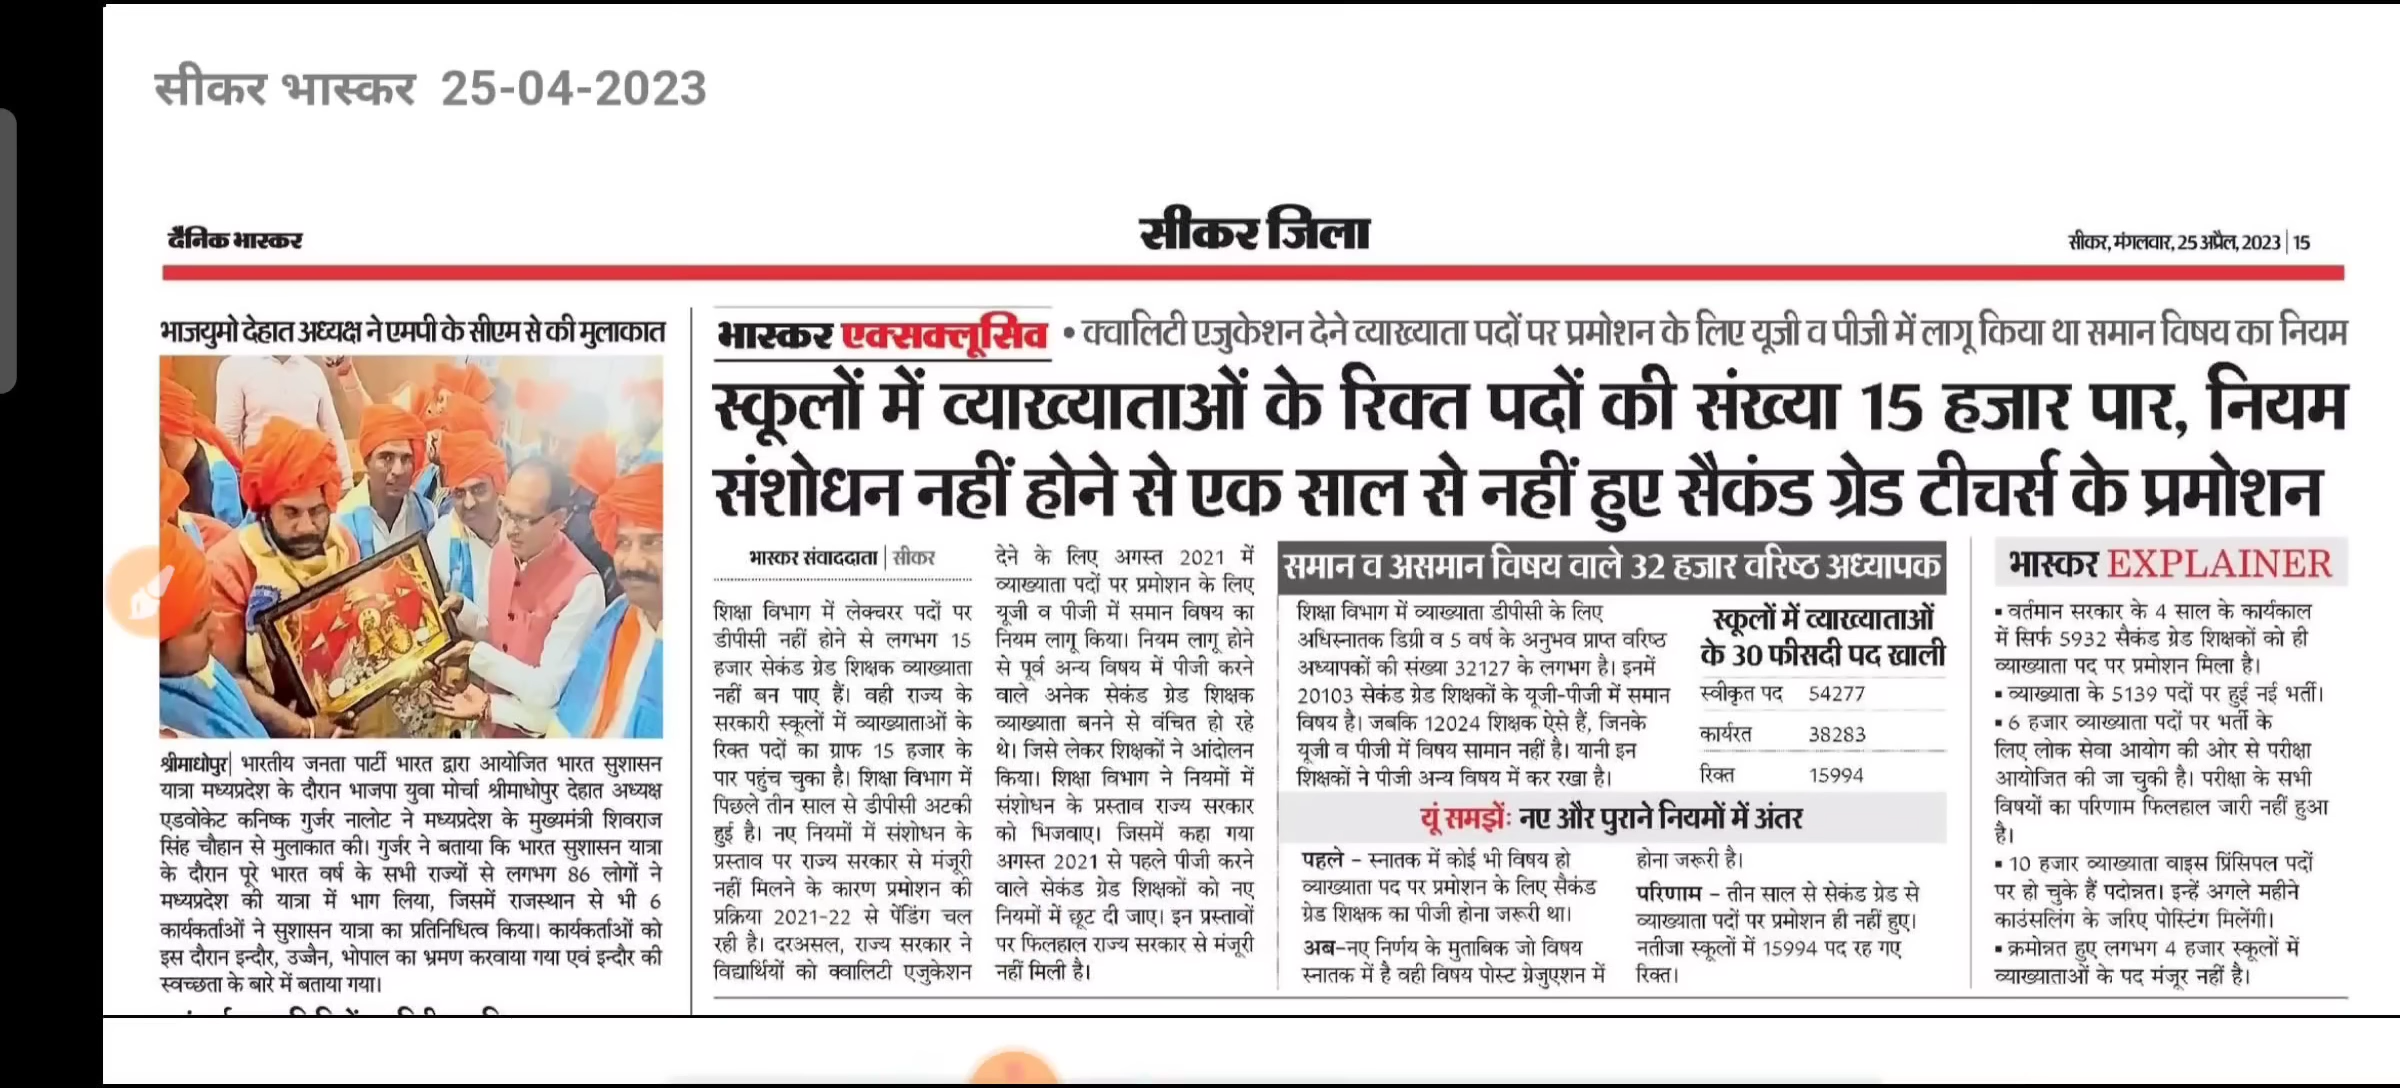 सीकर भास्कर 25-04-2023
दैनिक भास्कर
सीकर जिला
सीकर, मंगलवार, 25 अप्रैल, 2023 | 15
भाजयुमो देहात अध्यक्ष ने एमपी के सीएम से की मुलाकात
श्रीमाधोपुर| भारतीय जनता पार्टी भारत द्वारा आयोजित भारत सुशासन
यात्रा मध्यप्रदेश के दौरान भाजपा युवा मोर्चा श्रीमाधोपुर देहात अध्यक्ष
एडवोकेट कनिष्क गुर्जर नालोट ने मध्यप्रदेश के मुख्यमंत्री शिवराज
सिंह चौहान से मुलाकात की। गुर्जर ने बताया कि भारत सुशासन यात्रा
के दौरान पूरे भारत वर्ष के सभी राज्यों से लगभग 86 लोगों ने
मध्यप्रदेश की यात्रा में भाग लिया, जिसमें राजस्थान से भी 6
कार्यकर्ताओं ने सुशासन यात्रा का प्रतिनिधित्व किया। कार्यकर्ताओं को
इस दौरान इन्दौर, उज्जैन, भोपाल का भ्रमण करवाया गया एवं इन्दौर की
स्वच्छता के बारे में बताया गया।
भास्कर एक्सक्लूसिव • क्वालिटी एजुकेशन देने व्याख्याता पदों पर प्रमोशन के लिए यूजी व पीजी में लागू किया था समान विषय का नियम
स्कूलों में व्याख्याताओं के रिक्त पदों की संख्या 15 हजार पार, नियम
संशोधन नहीं होने से एक साल से नहीं हुए सैकंड ग्रेड टीचर्स के प्रमोशन
भास्कर संवाददाता | सीकर
शिक्षा विभाग में लेक्चरर पदों पर
डीपीसी नहीं होने से लगभग 15
हजार सेकंड ग्रेड शिक्षक व्याख्याता
नहीं बन पाए हैं। वही राज्य के
सरकारी स्कूलों में व्याख्याताओं के
रिक्त पदों का ग्राफ 15 हजार के
पार पहुंच चुका है। शिक्षा विभाग में
पिछले तीन साल से डीपीसी अटकी
हुई है। नए नियमों में संशोधन के
प्रस्ताव पर राज्य सरकार से मंजूरी
नहीं मिलने के कारण प्रमोशन की
प्रक्रिया 2021-22 से पेंडिंग चल
रही है। दरअसल, राज्य सरकार ने
विद्यार्थियों को क्वालिटी एजुकेशन
देने के लिए अगस्त 2021 में
व्याख्याता पदों पर प्रमोशन के लिए
यूजी व पीजी में समान विषय का
नियम लागू किया। नियम लागू होने
से पूर्व अन्य विषय में पीजी करने
वाले अनेक सेकंड ग्रेड शिक्षक
व्याख्याता बनने से वंचित हो रहे
थे। जिसे लेकर शिक्षकों ने आंदोलन
किया। शिक्षा विभाग ने नियमों में
संशोधन के प्रस्ताव राज्य सरकार
को भिजवाए। जिसमें कहा गया
अगस्त 2021 से पहले पीजी करने
वाले सेकंड ग्रेड शिक्षकों को नए
नियमों में छूट दी जाए। इन प्रस्तावों
पर फिलहाल राज्य सरकार से मंजूरी
नहीं मिली है।
समान व असमान विषय वाले 32 हजार वरिष्ठ अध्यापक
शिक्षा विभाग में व्याख्याता डीपीसी के लिए
अधिस्नातक डिग्री व 5 वर्ष के अनुभव प्राप्त वरिष्ठ
अध्यापकों की संख्या 32127 के लगभग है। इनमें
20103 सेकंड ग्रेड शिक्षकों के यूजी-पीजी में समान
विषय है। जबकि 12024 शिक्षक ऐसे हैं, जिनके
यूजी व पीजी में विषय सामान नहीं है। यानी इन
शिक्षकों ने पीजी अन्य विषय में कर रखा है।
स्कूलों में व्याख्याताओं
के 30 फीसदी पद खाली
स्वीकृत पद 54277
कार्यरत 38283
रिक्त 15994
यूं समझें: नए और पुराने नियमों में अंतर
पहले – स्नातक में कोई भी विषय हो
व्याख्याता पद पर प्रमोशन के लिए सैकंड
ग्रेड शिक्षक का पीजी होना जरूरी था।
अब–नए निर्णय के मुताबिक जो विषय
स्नातक में है वही विषय पोस्ट ग्रेजुएशन में
होना जरूरी है।
परिणाम – तीन साल से सेकंड ग्रेड से
व्याख्याता पदों पर प्रमोशन ही नहीं हुए।
नतीजा स्कूलों में 15994 पद रह गए
रिक्त।
भास्कर EXPLAINER
▪ वर्तमान सरकार के 4 साल के कार्यकाल
में सिर्फ 5932 सैकंड ग्रेड शिक्षकों को ही
व्याख्याता पद पर प्रमोशन मिला है।
▪ व्याख्याता के 5139 पदों पर हुई नई भर्ती।
▪ 6 हजार व्याख्याता पदों पर भर्ती के
लिए लोक सेवा आयोग की ओर से परीक्षा
आयोजित की जा चुकी है। परीक्षा के सभी
विषयों का परिणाम फिलहाल जारी नहीं हुआ
है।
▪ 10 हजार व्याख्याता वाइस प्रिंसिपल पदों
पर हो चुके हैं पदोन्नत। इन्हें अगले महीने
काउंसलिंग के जरिए पोस्टिंग मिलेंगी।
▪ क्रमोन्नत हुए लगभग 4 हजार स्कूलों में
व्याख्याताओं के पद मंजूर नहीं है।